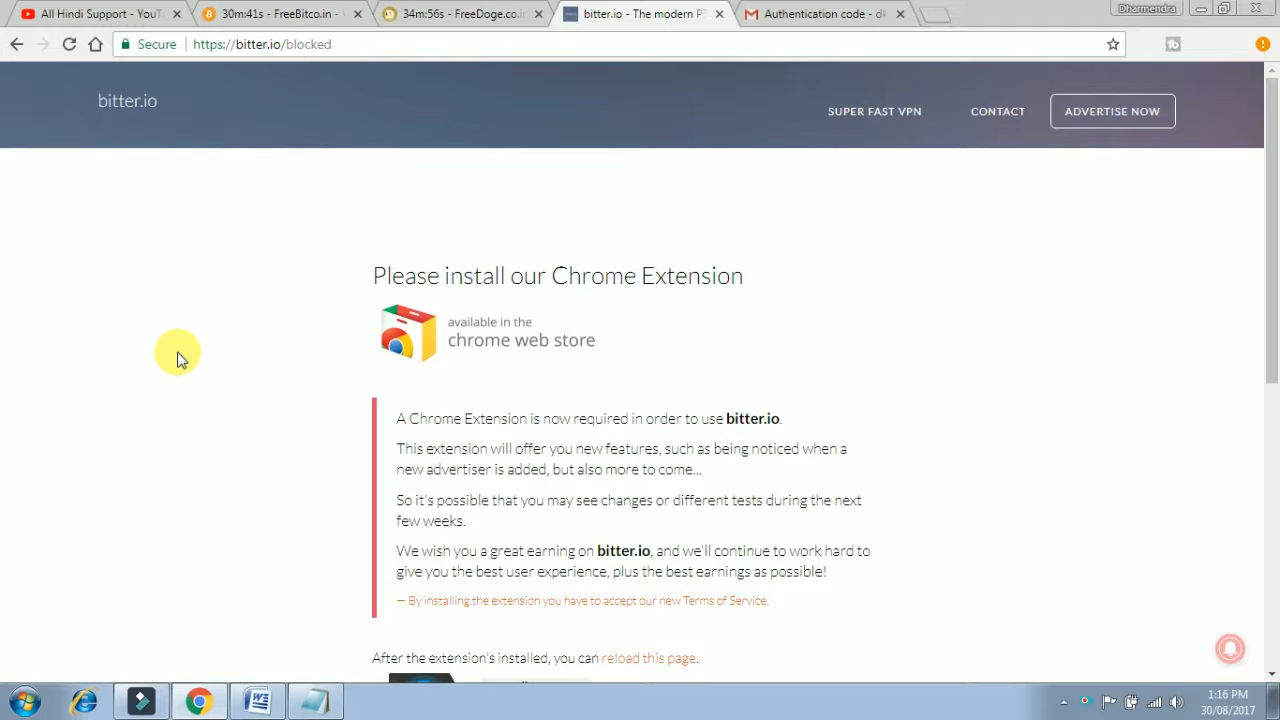 All Hindi Support - YouT
30m:41s - FreeBitco.in -
34m:56s - FreeDoge.co.in
bitter.io - The modern PT
Authentication code - dk
Dharmendra
Secure
https://bitter.io/blocked
bitter.io
SUPER FAST VPN
CONTACT
ADVERTISE NOW
Please install our Chrome Extension
available in the
chrome web store
A Chrome Extension is now required in order to use bitter.io.
This extension will offer you new features, such as being noticed when a
new advertiser is added, but also more to come...
So it's possible that you may see changes or different tests during the next
few weeks.
We wish you a great earning on bitter.io, and we'll continue to work hard to
give you the best user experience, plus the best earnings as possible!
— By installing the extension you have to accept our new Terms of Service.
After the extension's installed, you can reload this page.
1:16 PM
30/08/2017